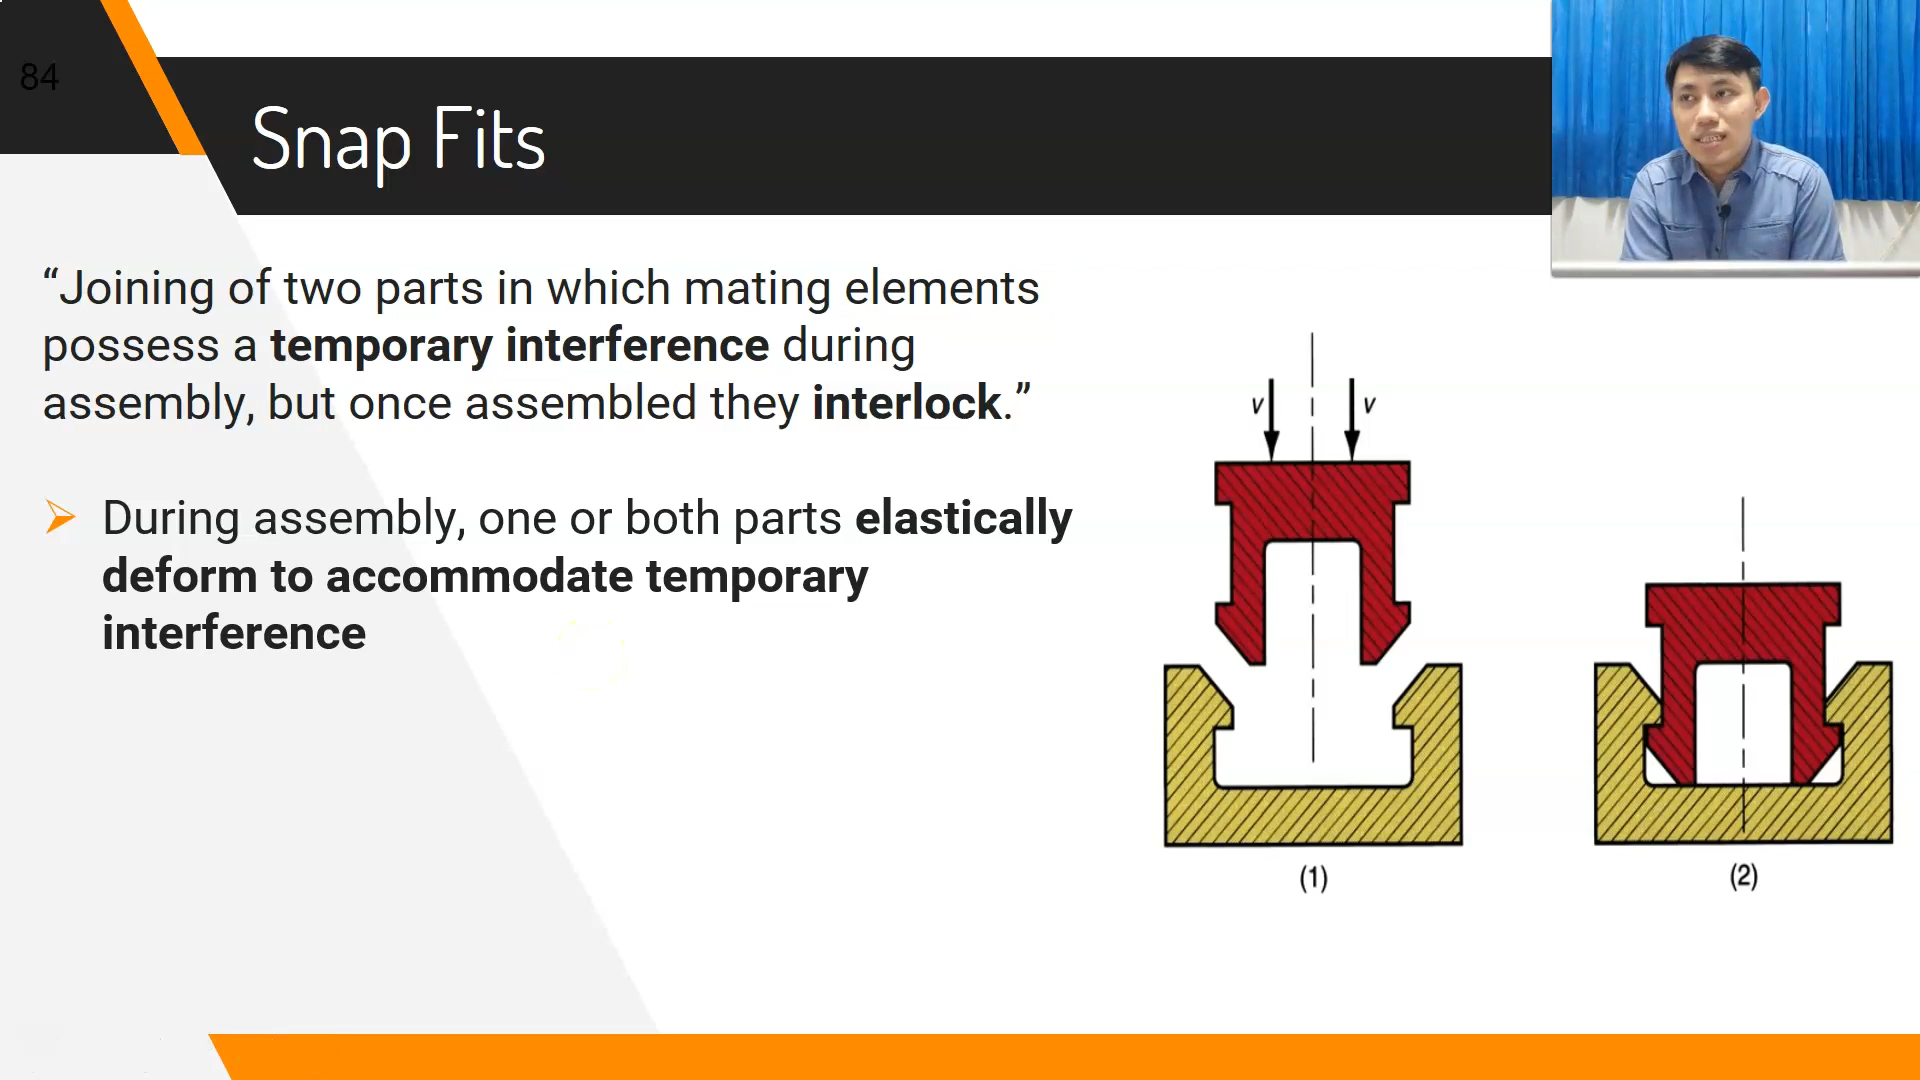 84
Snap Fits
“Joining of two parts in which mating elements
possess a temporary interference during
assembly, but once assembled they interlock.”
During assembly, one or both parts elastically
deform to accommodate temporary
interference
v v
(1)
(2)